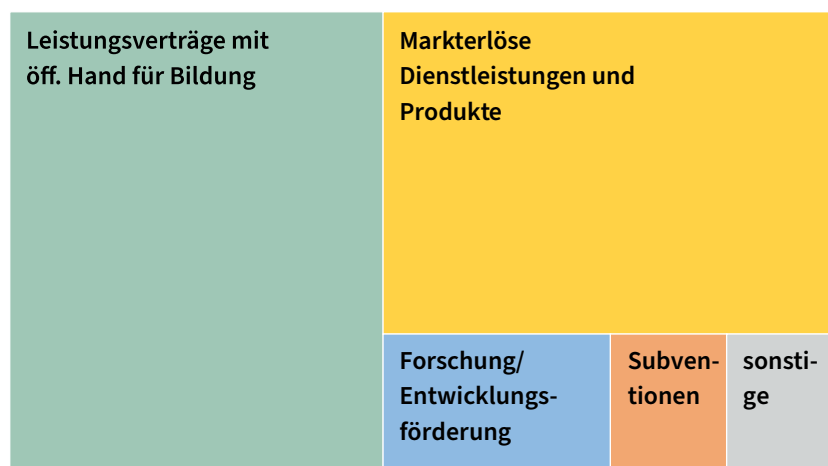 Leistungsverträge mit
öff. Hand für Bildung
Markterlöse
Dienstleistungen und
Produkte
Forschung/
Entwicklungs-
förderung
Subven-
tionen
sonsti-
ge